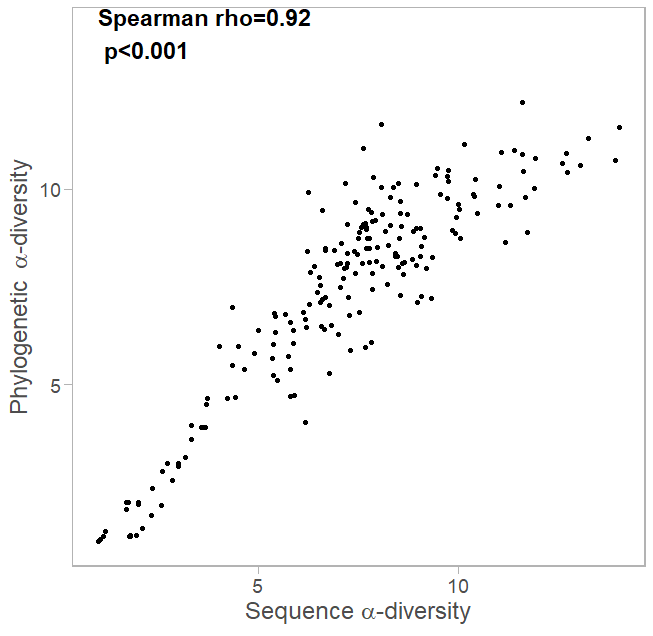 Spearman rho=0.92
p<0.001
Phylogenetic α-diversity
10
5
5
10
Sequence α-diversity